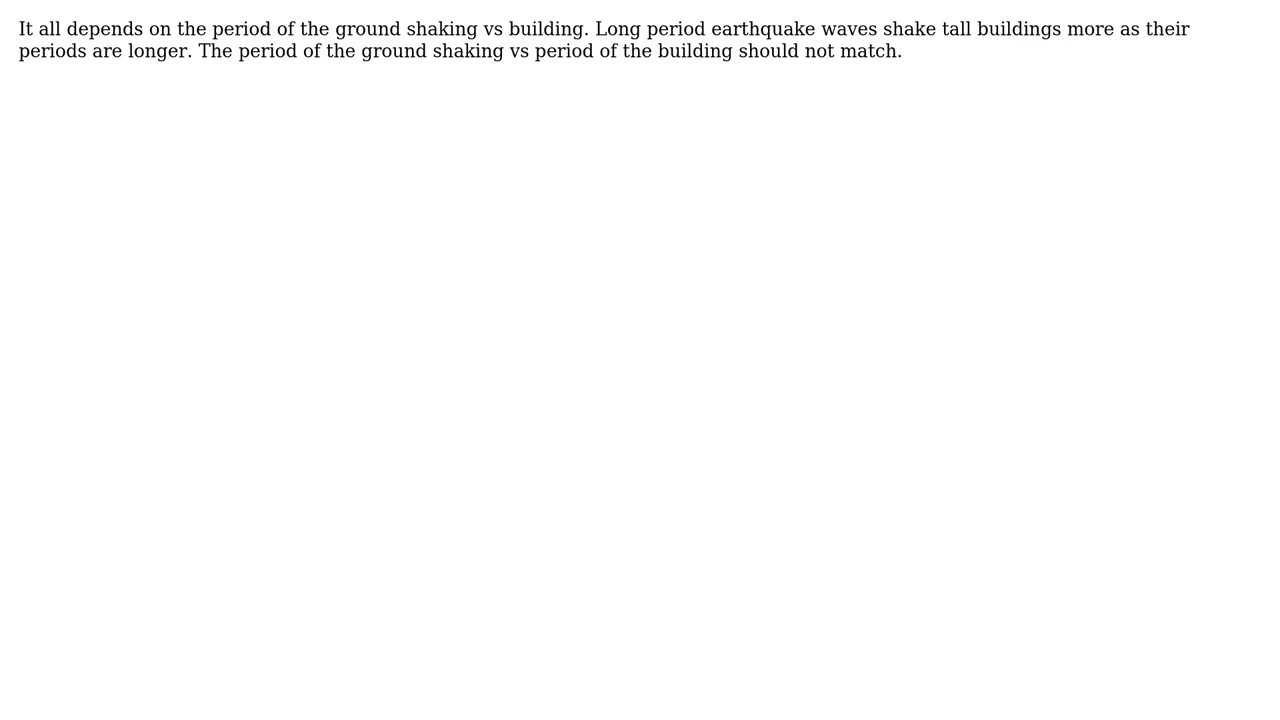 It all depends on the period of the ground shaking vs building. Long period earthquake waves shake tall buildings more as their
periods are longer. The period of the ground shaking vs period of the building should not match.